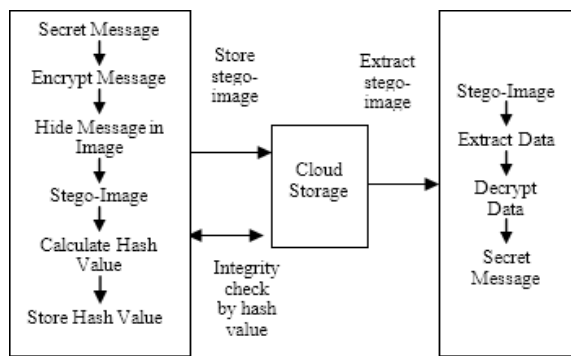 Secret Message
Encrypt Message
Hide Message in
Image
Stego-Image
Calculate Hash
Value
Store Hash Value
Store
stego-
image
Integrity
check
by hash
value
Cloud
Storage
Extract
stego-
image
Stego-Image
Extract Data
Decrypt
Data
Secret
Message